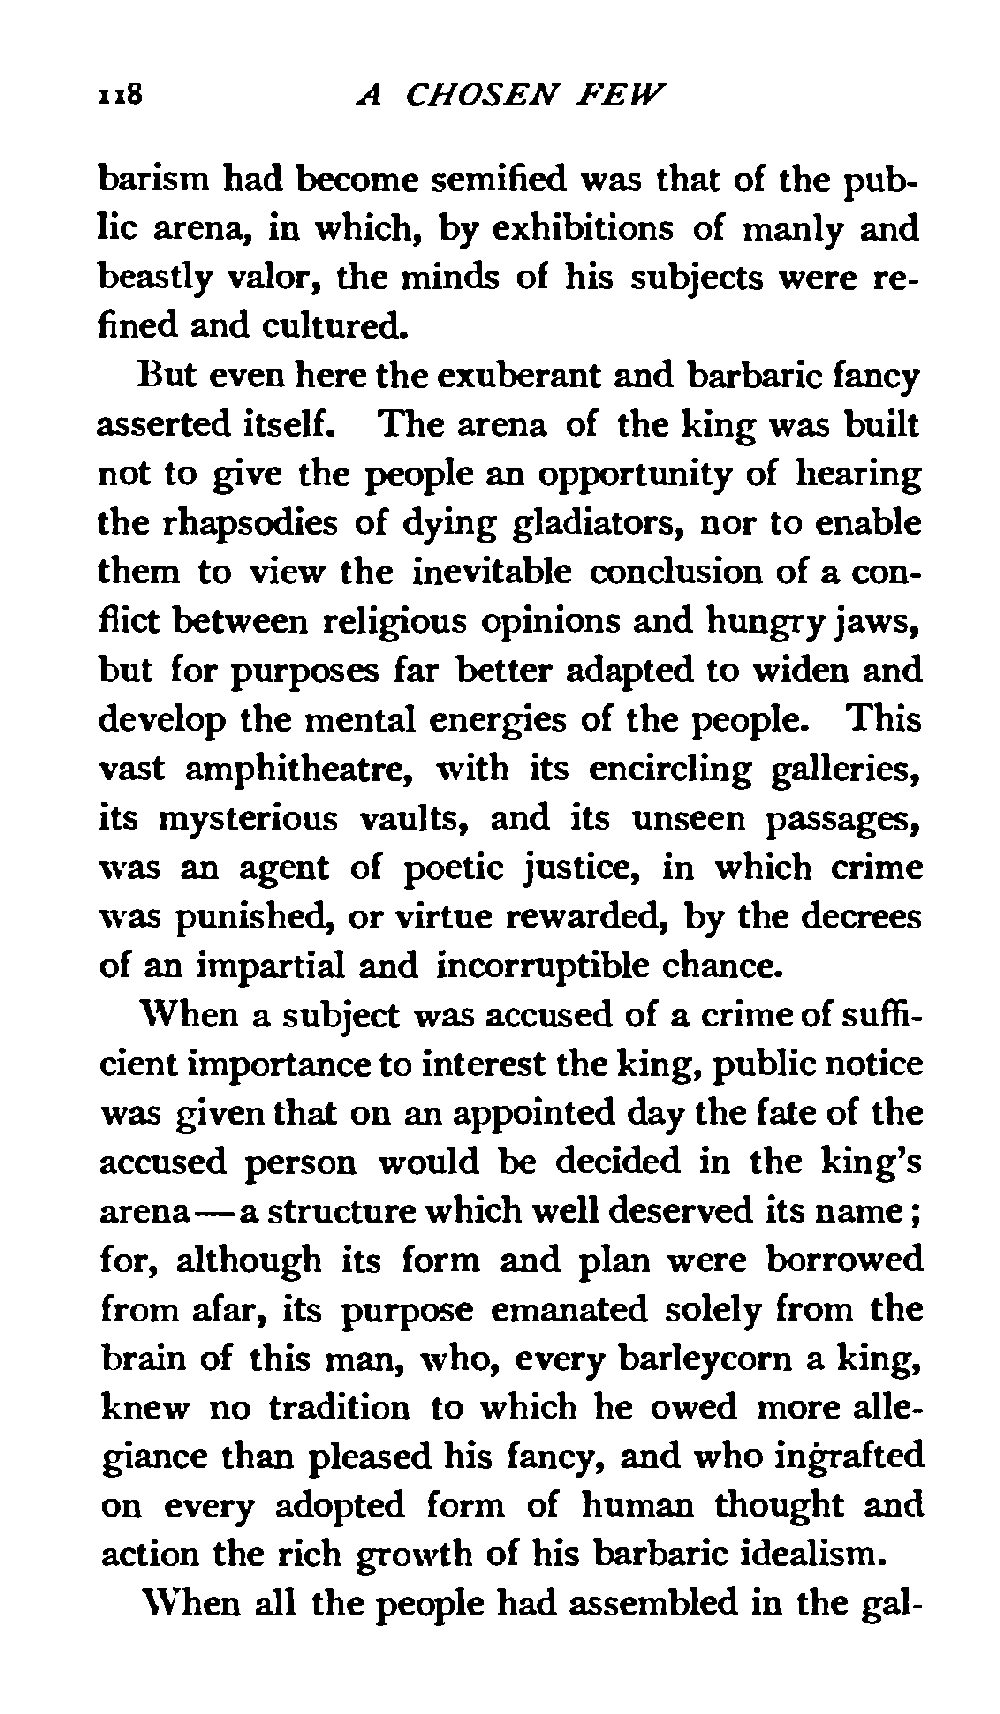 118 A CHOSEN FEW
barism had become semified was that of the pub-
lic arena, in which, by exhibitions of manly and
beastly valor, the minds of his subjects were re-
fined and cultured.
But even here the exuberant and barbaric fancy
asserted itself. The arena of the king was built
not to give the people an opportunity of hearing
the rhapsodies of dying gladiators, nor to enable
them to view the inevitable conclusion of a con-
flict between religious opinions and hungry jaws,
but for purposes far better adapted to widen and
develop the mental energies of the people. This
vast amphitheatre, with its encircling galleries,
its mysterious vaults, and its unseen passages,
was an agent of poetic justice, in which crime
was punished, or virtue rewarded, by the decrees
of an impartial and incorruptible chance.
When a subject was accused of a crime of suffi-
cient importance to interest the king, public notice
was given that on an appointed day the fate of the
accused person would be decided in the king's
arena—a structure which well deserved its name;
for, although its form and plan were borrowed
from afar, its purpose emanated solely from the
brain of this man, who, every barleycorn a king,
knew no tradition to which he owed more alle-
giance than pleased his fancy, and who ingrafted
on every adopted form of human thought and
action the rich growth of his barbaric idealism.
When all the people had assembled in the gal-